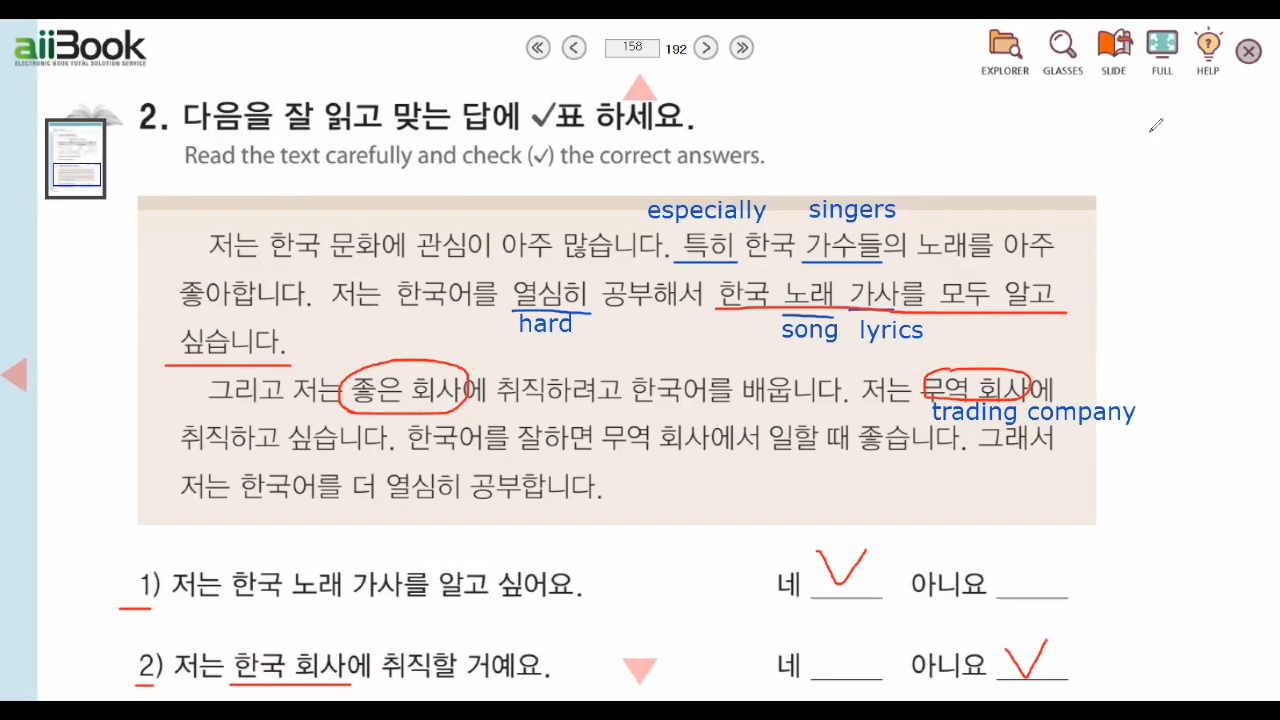 aiiBook
ELECTRONIC BOOK TOTAL SOLUTION SERVICE
158 192
EXPLORER GLASSES SLIDE FULL HELP
2. 다음을 잘 읽고 맞는 답에 ✓표 하세요.
Read the text carefully and check (✓) the correct answers.
especially singers
저는 한국 문화에 관심이 아주 많습니다. 특히 한국 가수들의 노래를 아주
좋아합니다. 저는 한국어를 열심히 공부해서 한국 노래 가사를 모두 알고
hard song lyrics
싶습니다.
그리고 저는 좋은 회사에 취직하려고 한국어를 배웁니다. 저는 무역 회사에
trading company
취직하고 싶습니다. 한국어를 잘하면 무역 회사에서 일할 때 좋습니다. 그래서
저는 한국어를 더 열심히 공부합니다.
1) 저는 한국 노래 가사를 알고 싶어요. 네 ✓ 아니요
2) 저는 한국 회사에 취직할 거예요. 네 아니요 ✓